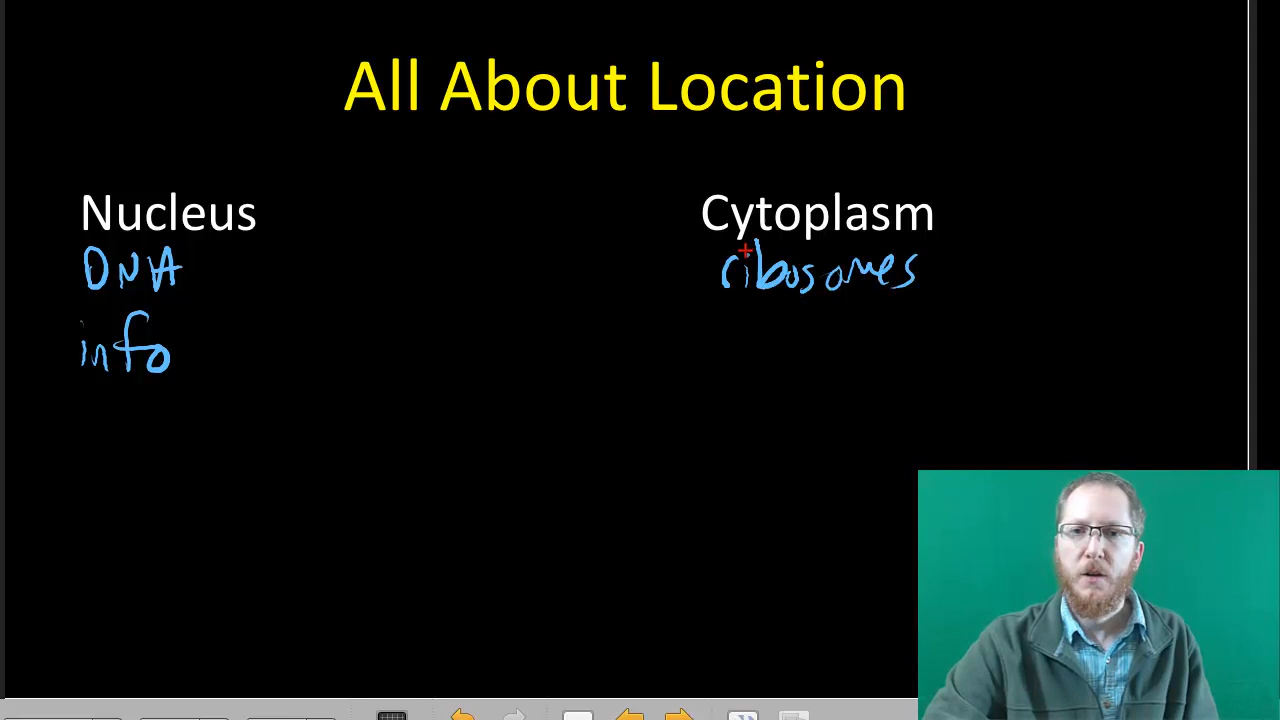 All About Location
Nucleus
DNA
info
Cytoplasm
ribosomes